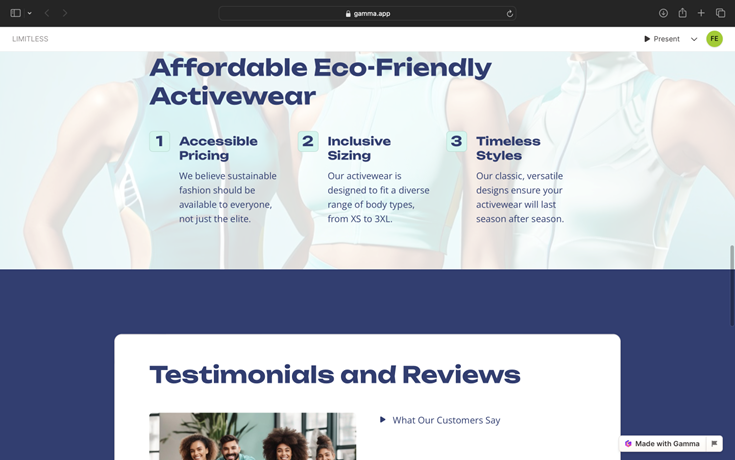 gamma.app
LIMITLESS
Present
FE
Affordable Eco-Friendly
Activewear
1
Accessible
Pricing
We believe sustainable
fashion should be
available to everyone,
not just the elite.
2
Inclusive
Sizing
Our activewear is
designed to fit a diverse
range of body types,
from XS to 3XL.
3
Timeless
Styles
Our classic, versatile
designs ensure your
activewear will last
season after season.
Testimonials and Reviews
What Our Customers Say
Made with Gamma